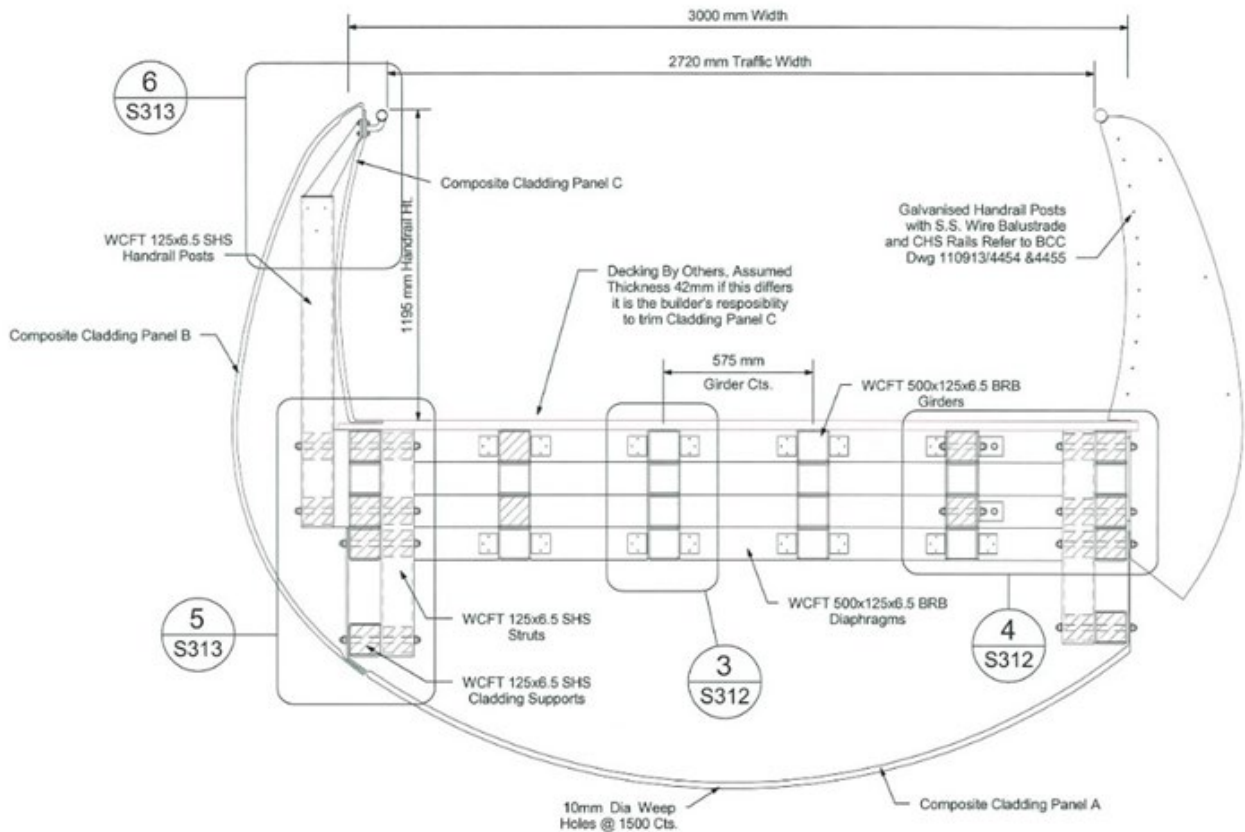 3000 mm Width
2720 mm Traffic Width
6
S313
Composite Cladding Panel C
WCFT 125x6.5 SHS
Handrail Posts
1195 mm Handrail Ht.
Galvanised Handrail Posts
with S.S. Wire Balustrade
and CHS Rails Refer to BCC
Dwg 110913/4454 &4455
Decking By Others, Assumed
Thickness 42mm if this differs
it is the builder's resposiblity
to trim Cladding Panel C
Composite Cladding Panel B
575 mm
Girder Cts.
WCFT 500x125x6.5 BRB
Girders
5
S313
WCFT 125x6.5 SHS
Struts
WCFT 500x125x6.5 BRB
Diaphragms
4
S312
3
S312
WCFT 125x6.5 SHS
Cladding Supports
10mm Dia Weep
Holes @ 1500 Cts.
Composite Cladding Panel A